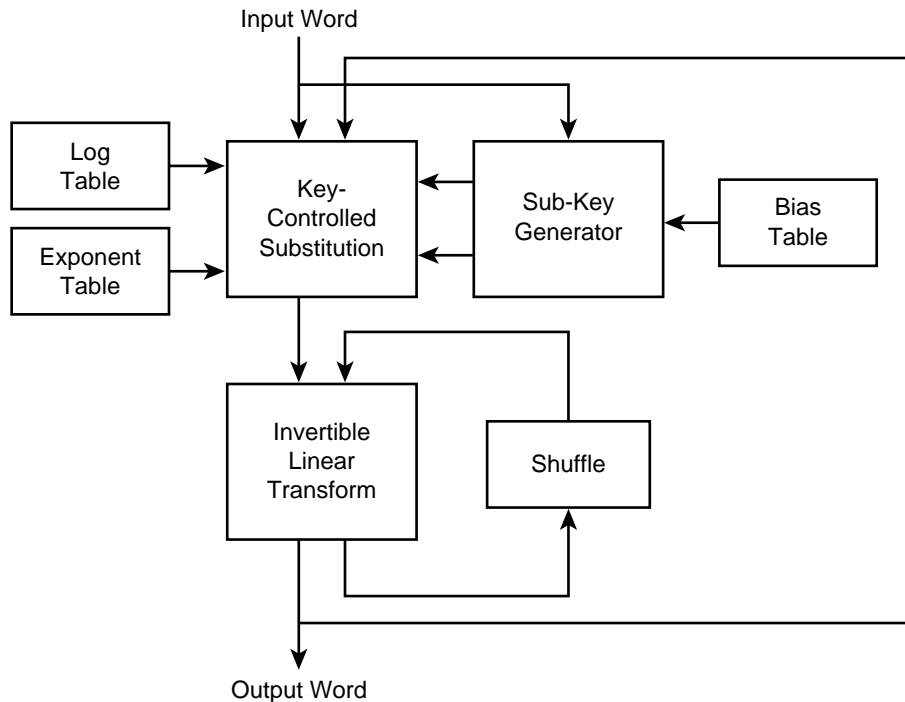 Input Word
Log
Table
Key-
Controlled
Substitution
Sub-Key
Generator
Bias
Table
Exponent
Table
Invertible
Linear
Transform
Shuffle
Output Word